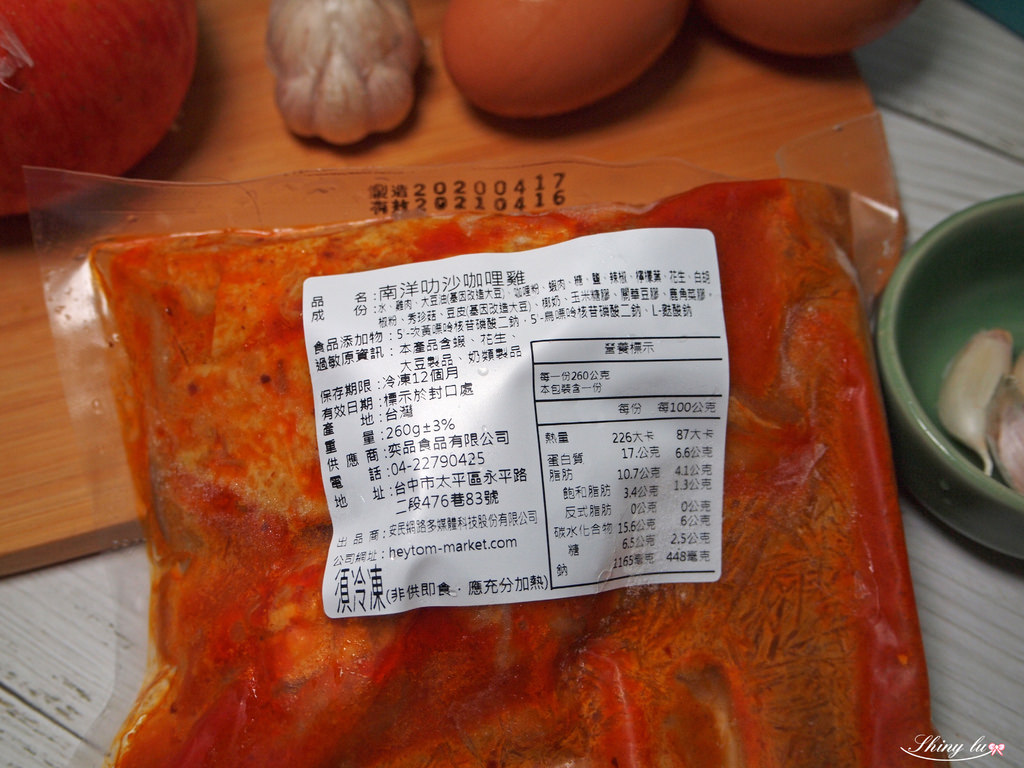 製造20200417
有效20210416
品名：南洋叻沙咖哩雞
成份：水、雞肉、大豆油(基因改造大豆)、咖哩粉、蝦肉、糖、鹽、辣椒、檸檬葉、花生、白胡
椒粉、秀珍菇、豆皮(基因改造大豆)、椰奶、玉米糖膠、關華豆膠、鹿角菜膠、
食品添加物：5'-次黃嘌呤核苷磷酸二鈉、5'-鳥嘌呤核苷磷酸二鈉、L-麩酸鈉
過敏原資訊：本產品含蝦、花生、
大豆製品、奶類製品
保存期限：冷凍12個月
有效日期：標示於封口處
產地：台灣
重量：260g±3%
供應商：奕品食品有限公司
電話：04-22790425
地址：台中市太平區永平路
二段476巷83號
出品商：安民網路多媒體科技股份有限公司
公司網址：heytom-market.com
須冷凍(非供即食．應充分加熱)
營養標示
每一份260公克
本包裝含一份
每份 每100公克
熱量 226大卡 87大卡
蛋白質 17.公克 6.6公克
脂肪 10.7公克 4.1公克
飽和脂肪 3.4公克 1.3公克
反式脂肪 0公克 0公克
碳水化合物 15.6公克 6公克
糖 6.5公克 2.5公克
鈉 1165毫克 448毫克
Shiny lu